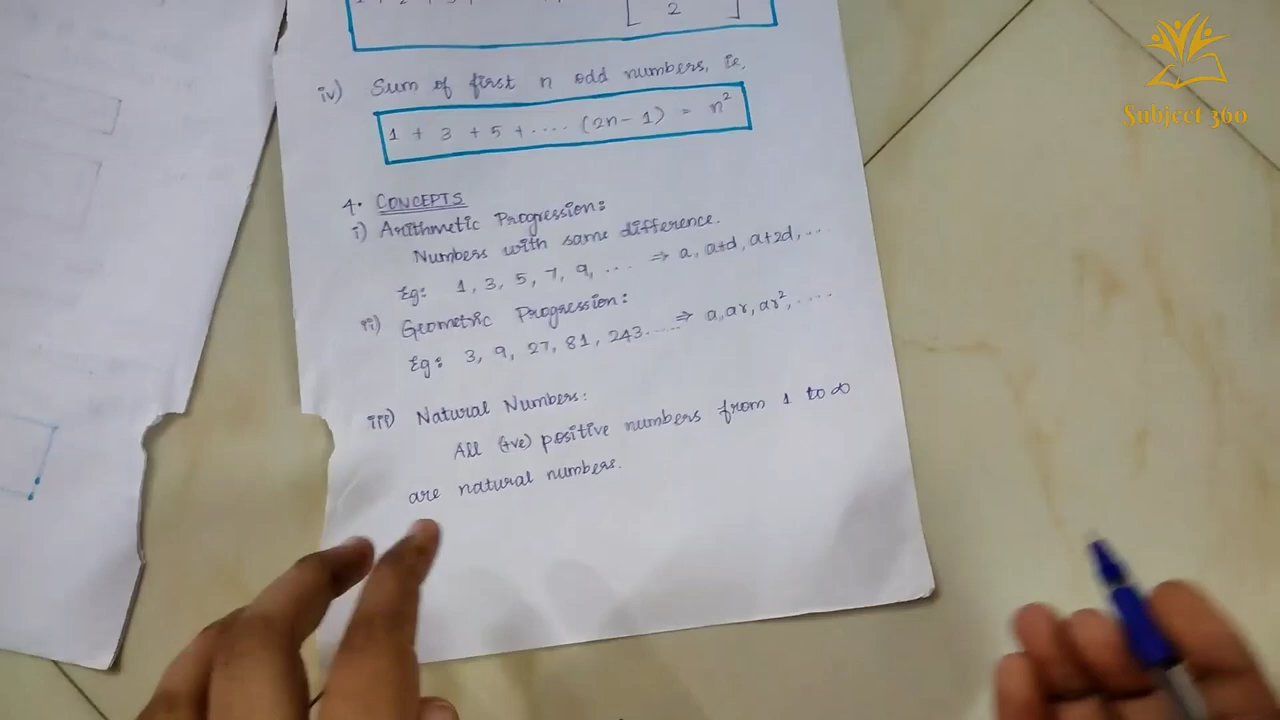 2
iv) Sum of first n odd numbers, ie,
1 + 3 + 5 + .... (2n-1) = n²
4. CONCEPTS
i) Arithmetic Progression:
Numbers with same difference.
Eg: 1, 3, 5, 7, 9, ... ⇒ a, a+d, a+2d, ...
ii) Geometric Progression:
Eg: 3, 9, 27, 81, 243..... ⇒ a, ar, ar², ....
iii) Natural Numbers:
All (+ve) positive numbers from 1 to ∞
are natural numbers.
Subject 360